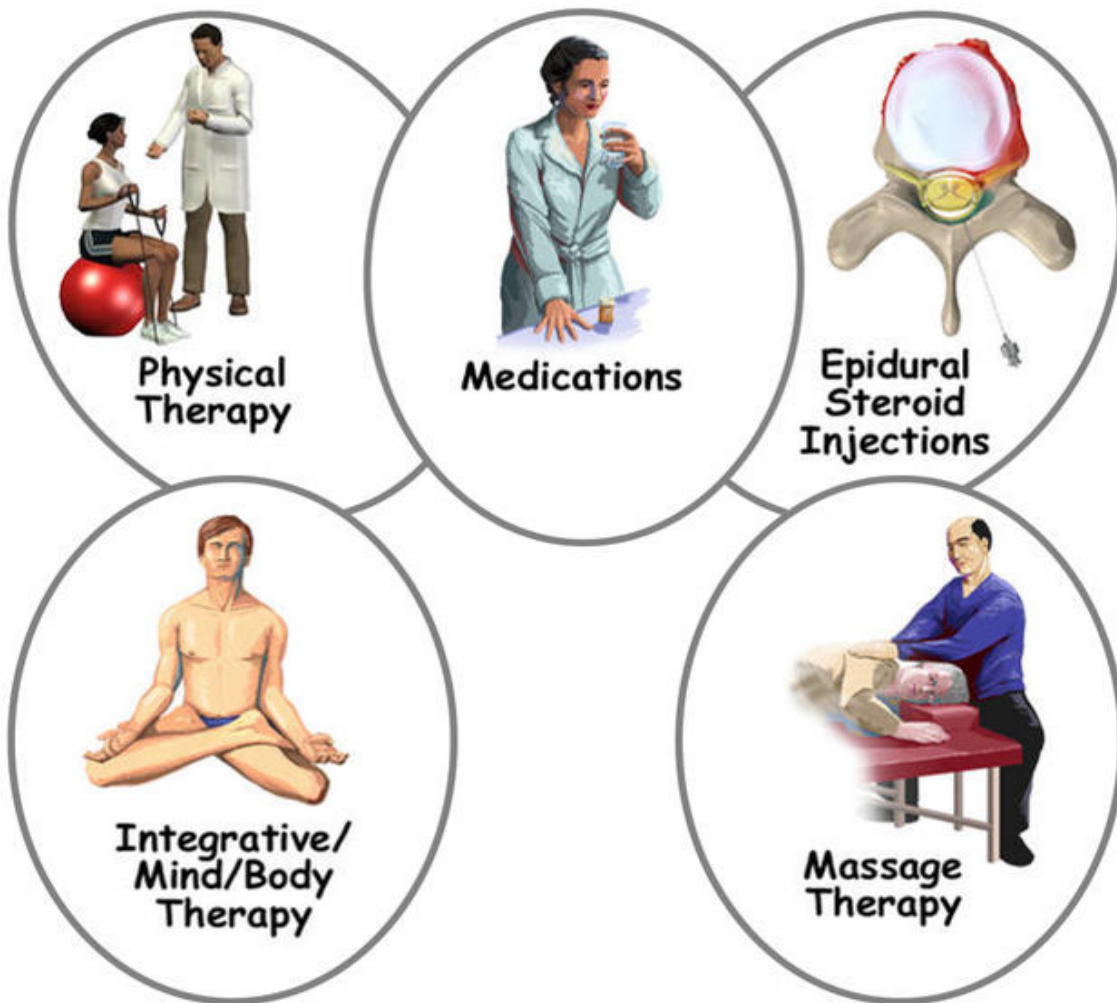 Physical
Therapy
Medications
Epidural
Steroid
Injections
Integrative/
Mind/Body
Therapy
Massage
Therapy